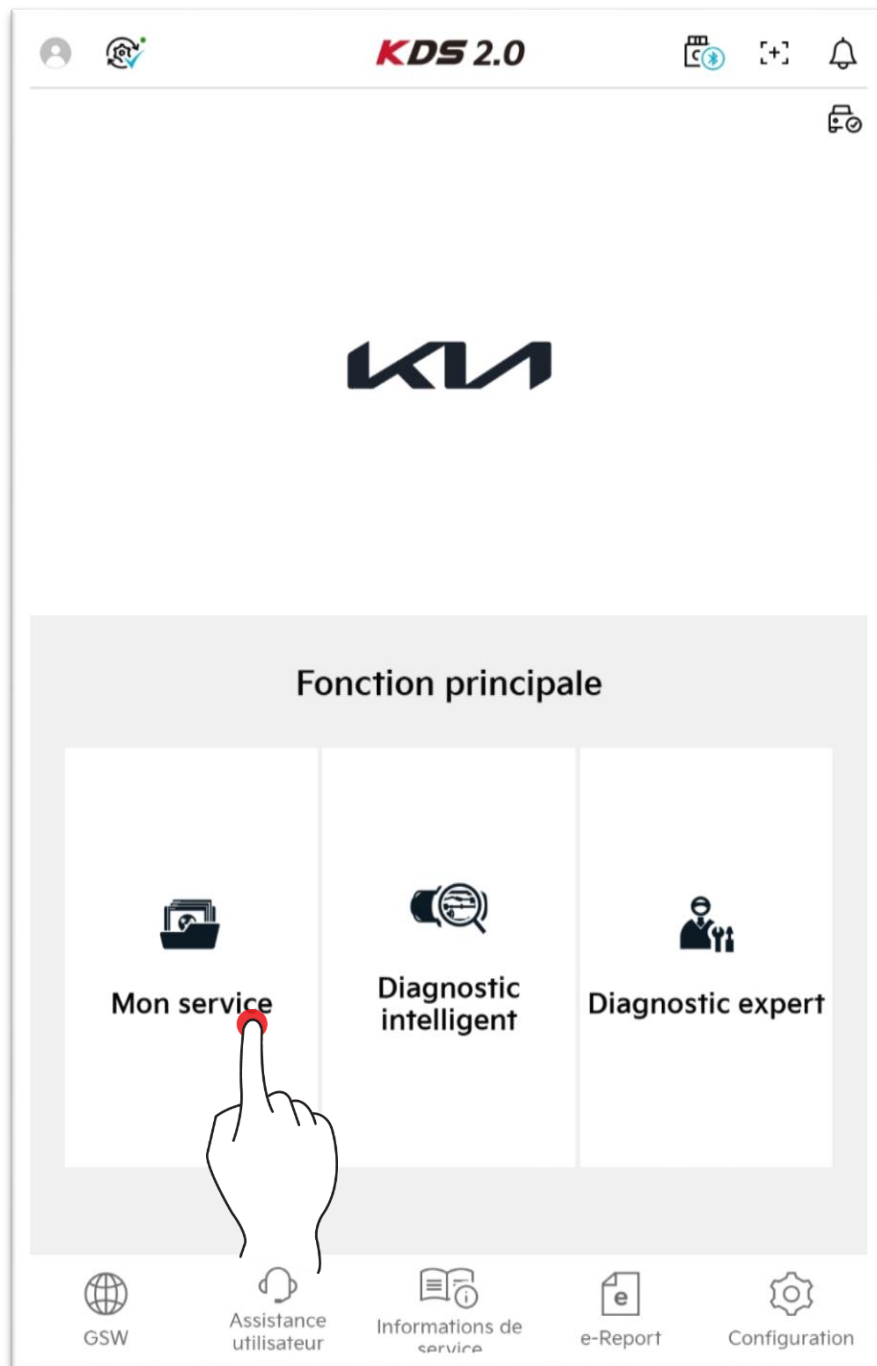 KDS 2.0
KIA
Fonction principale
Mon service
Diagnostic
intelligent
Diagnostic expert
GSW
Assistance
utilisateur
Informations de
service
e
e-Report
Configuration